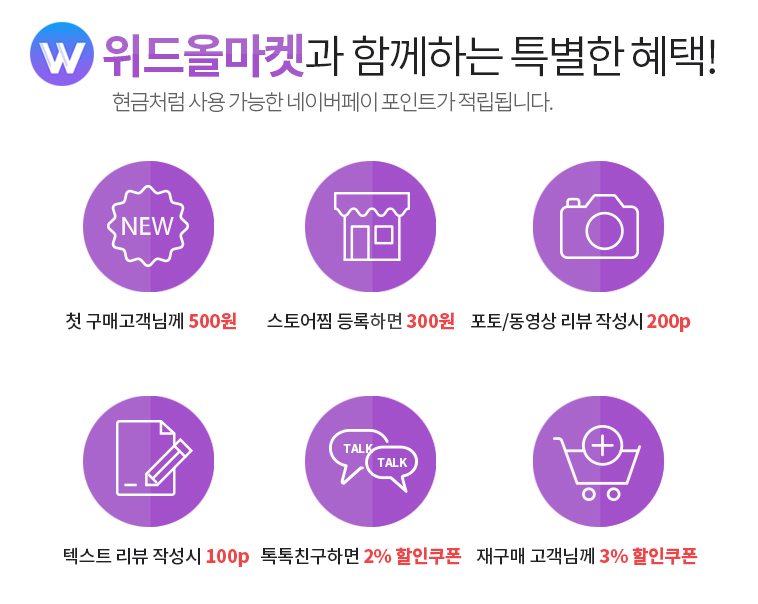 W 위드올마켓과 함께하는 특별한 혜택!
현금처럼 사용 가능한 네이버페이 포인트가 적립됩니다.
NEW
첫 구매고객님께 500원
스토어찜 등록하면 300원
포토/동영상 리뷰 작성시 200p
TALK
TALK
텍스트 리뷰 작성시 100p
톡톡친구하면 2% 할인쿠폰
재구매 고객님께 3% 할인쿠폰